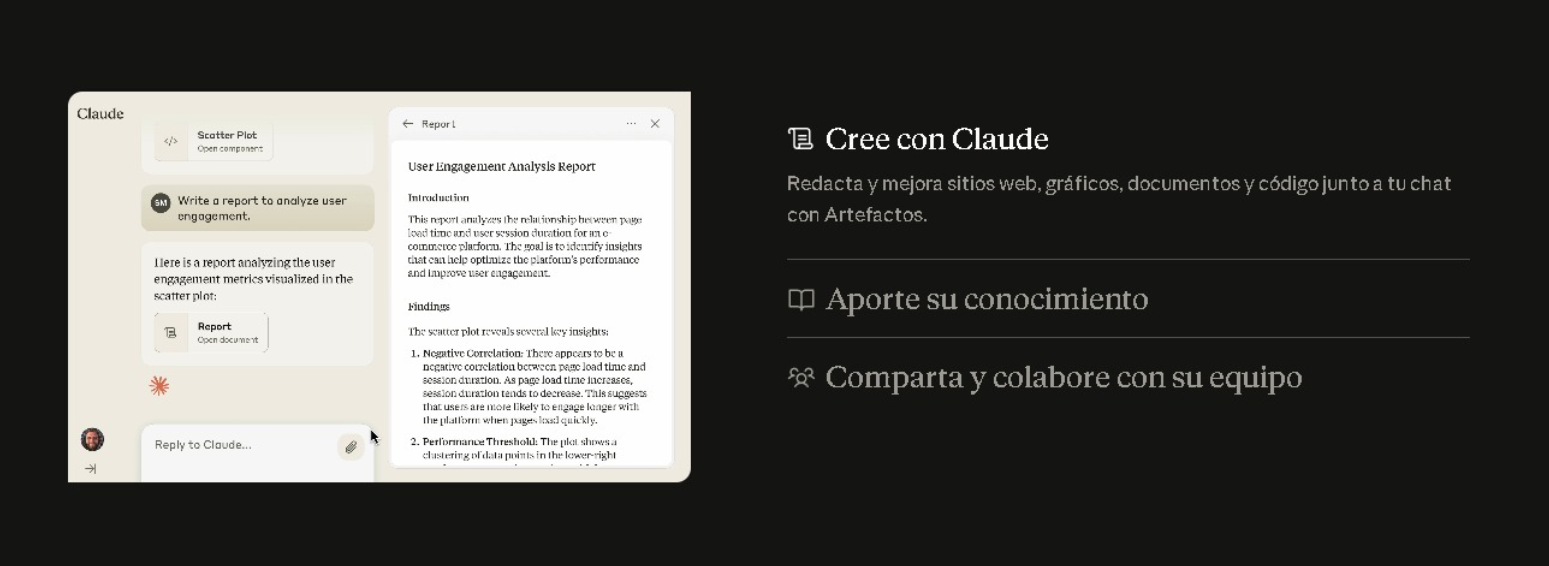 Claude
Scatter Plot
Open component
SM
Write a report to analyze user
engagement.
Here is a report analyzing the user
engagement metrics visualized in the
scatter plot:
Report
Open document
Reply to Claude...
Report
User Engagement Analysis Report
Introduction
This report analyzes the relationship between page
load time and user session duration for an e-
commerce platform. The goal is to identify insights
that can help optimize the platform's performance
and improve user engagement.
Findings
The scatter plot reveals several key insights:
1. Negative Correlation: There appears to be a
negative correlation between page load time and
session duration. As page load time increases,
session duration tends to decrease. This suggests
that users are more likely to engage longer with
the platform when pages load quickly.
2. Performance Threshold: The plot shows a
clustering of data points in the lower-right
Cree con Claude
Redacta y mejora sitios web, gráficos, documentos y código junto a tu chat
con Artefactos.
Aporte su conocimiento
Comparta y colabore con su equipo